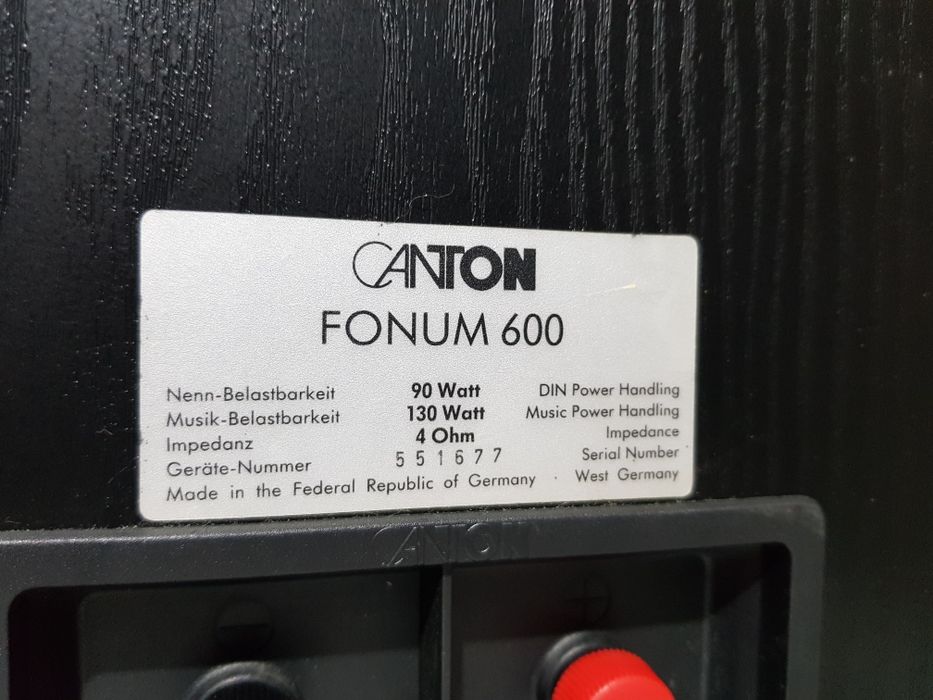 CANTON
FONUM 600
Nenn-Belastbarkeit 90 Watt DIN Power Handling
Musik-Belastbarkeit 130 Watt Music Power Handling
Impedanz 4 Ohm Impedance
Geräte-Nummer 551677 Serial Number
Made in the Federal Republic of Germany · West Germany
CANTON